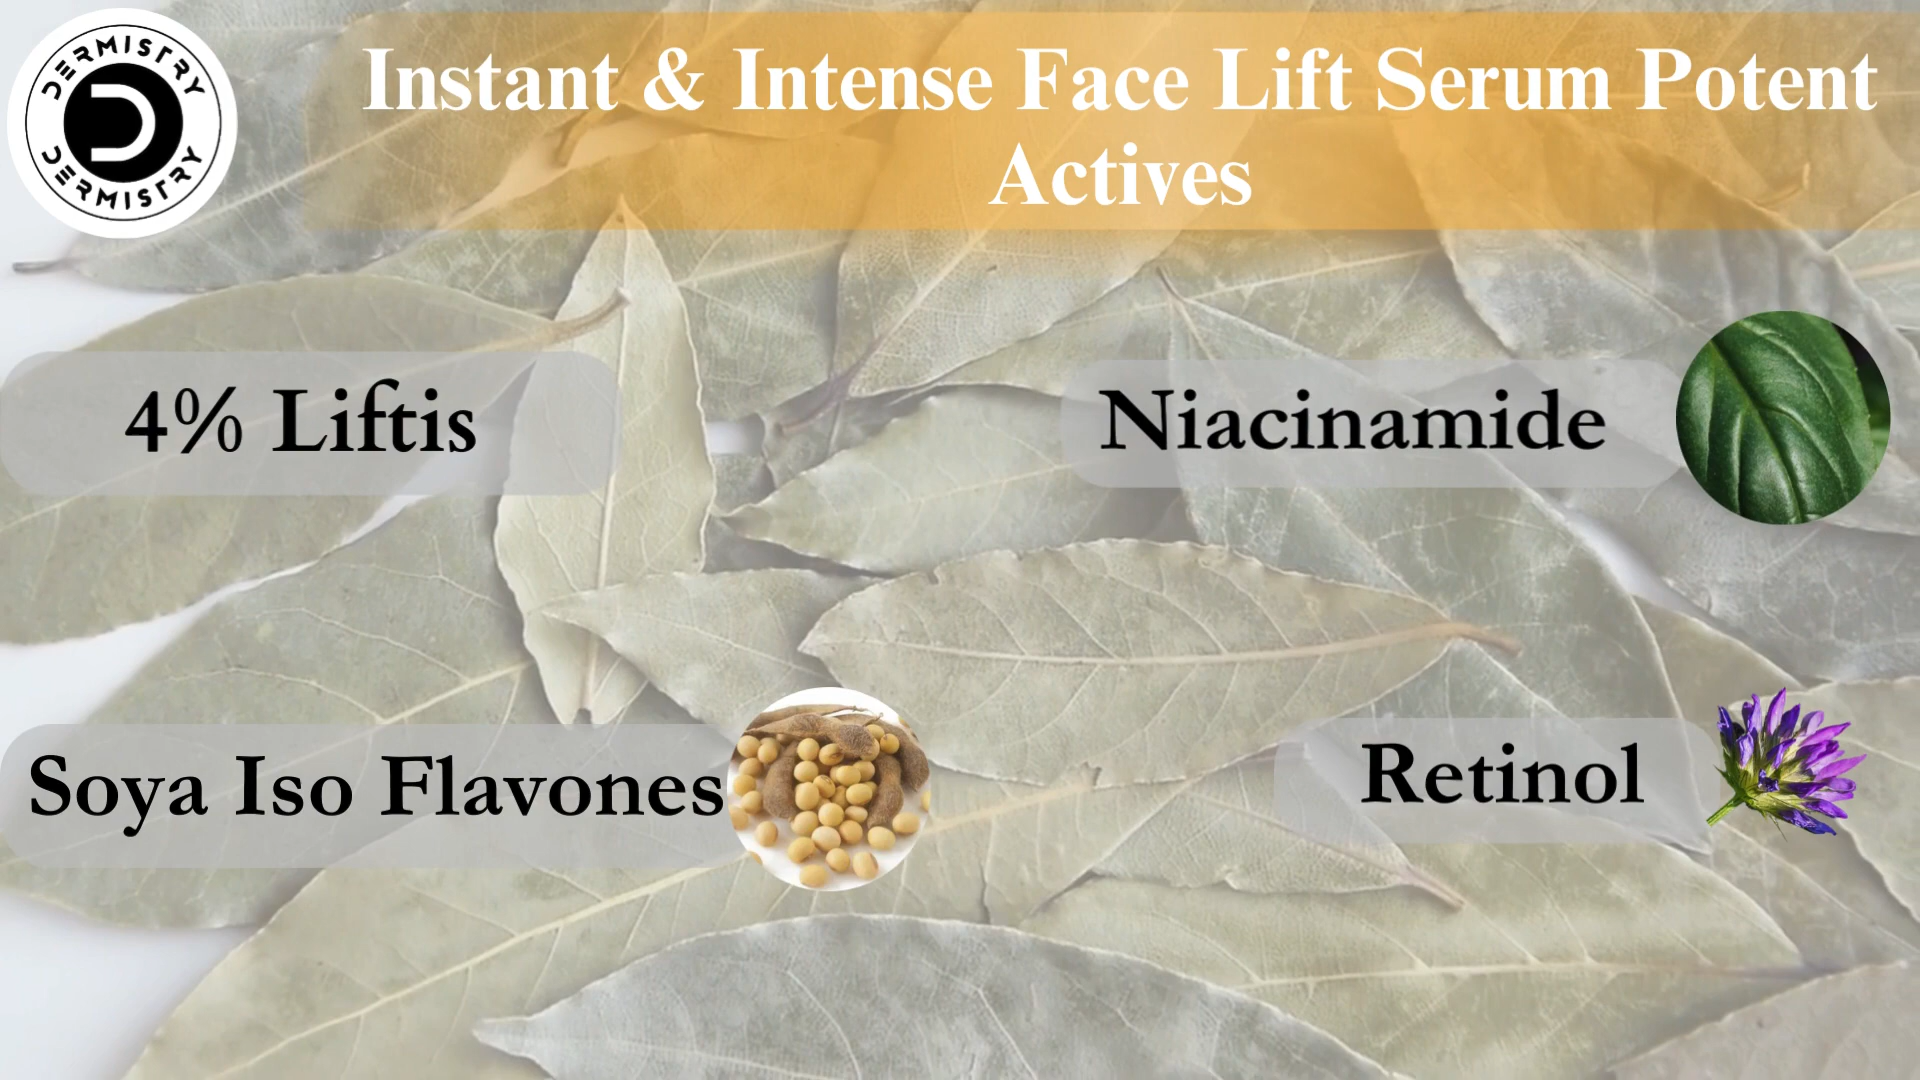 DERMISTRY
DERMISTRY
Instant & Intense Face Lift Serum Potent
Actives
4% Liftis
Niacinamide
Soya Iso Flavones
Retinol